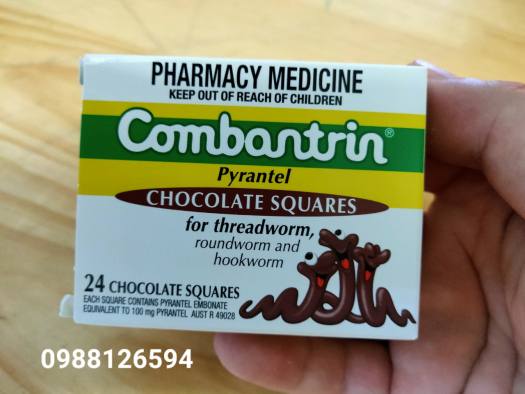 PHARMACY MEDICINE
KEEP OUT OF REACH OF CHILDREN
Combantrin®
Pyrantel
CHOCOLATE SQUARES
for threadworm,
roundworm and
hookworm
24 CHOCOLATE SQUARES
EACH SQUARE CONTAINS PYRANTEL EMBONATE
EQUIVALENT TO 100 mg PYRANTEL AUST R 49028
0988126594